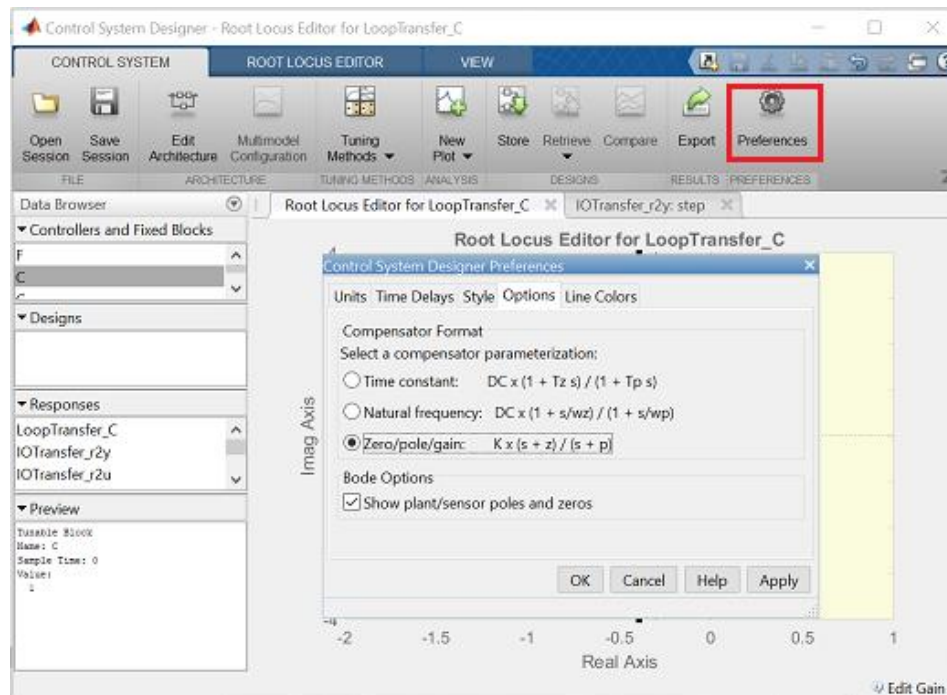 Control System Designer - Root Locus Editor for LoopTransfer_C
CONTROL SYSTEM
ROOT LOCUS EDITOR
VIEW
Open Session
Save Session
Edit Architecture
Multimodel Configuration
Tuning Methods
New Plot
Store
Retrieve
Compare
Export
Preferences
FILE
ARCHITECTURE
TUNING METHODS
ANALYSIS
DESIGNS
RESULTS
PREFERENCES
Data Browser
Root Locus Editor for LoopTransfer_C
IOTransfer_r2y: step
Controllers and Fixed Blocks
F
C
Designs
Responses
LoopTransfer_C
IOTransfer_r2y
IOTransfer_r2u
Preview
Tunable Block
Name: C
Sample Time: 0
Value:
1
Root Locus Editor for LoopTransfer_C
Control System Designer Preferences
Units
Time Delays
Style
Options
Line Colors
Compensator Format
Select a compensator parameterization:
Time constant: DC x (1 + Tz s) / (1 + Tp s)
Natural frequency: DC x (1 + s/wz) / (1 + s/wp)
Zero/pole/gain: K x (s + z) / (s + p)
Bode Options
Show plant/sensor poles and zeros
OK
Cancel
Help
Apply
Imag Axis
-4
-2
-1.5
-1
-0.5
0
0.5
1
Real Axis
Edit Gain